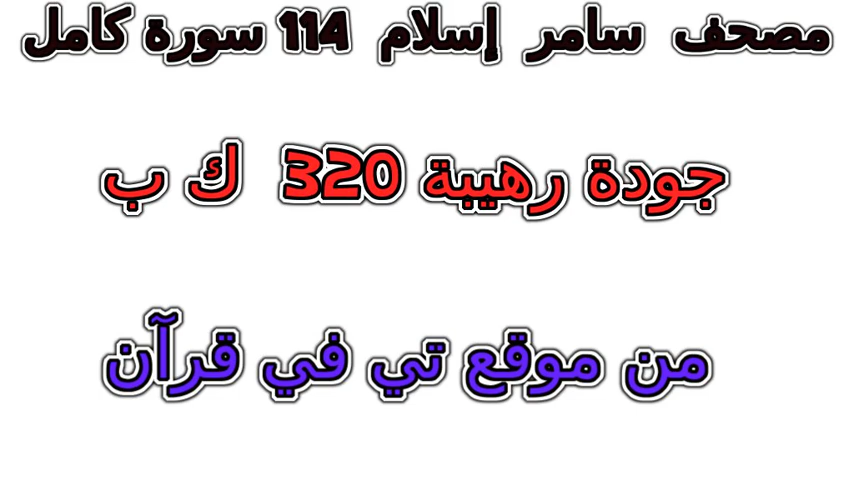 مصحف سامر إسلام 114 سورة كامل
جودة رهيبة 320 ك ب
من موقع تي في قرآن